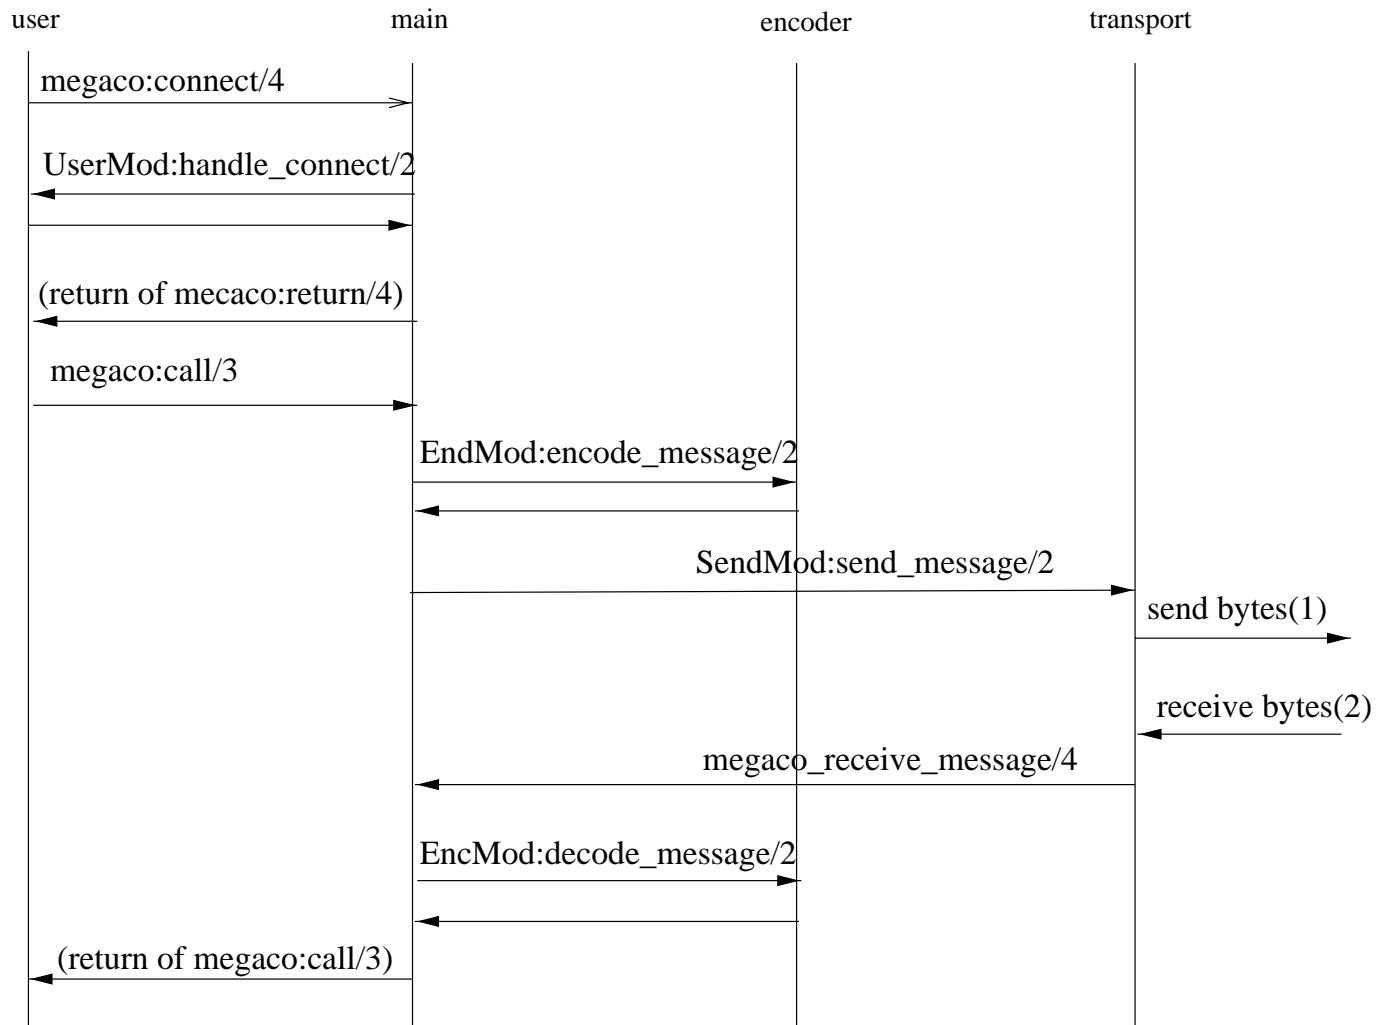 user
main
encoder
transport
megaco:connect/4
UserMod:handle_connect/2
(return of mecaco:return/4)
megaco:call/3
EndMod:encode_message/2
SendMod:send_message/2
send bytes(1)
receive bytes(2)
megaco_receive_message/4
EncMod:decode_message/2
(return of megaco:call/3)